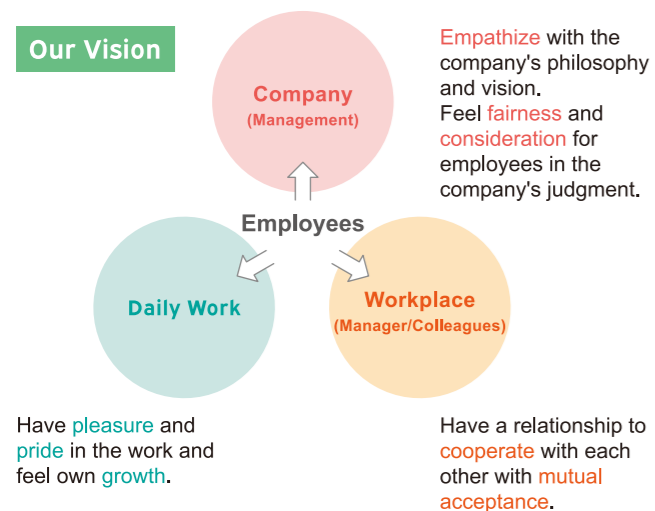 Our Vision
Company
(Management)
Empathize with the
company's philosophy
and vision.
Feel fairness and
consideration for
employees in the
company's judgment.
Employees
Daily Work
Workplace
(Manager/Colleagues)
Have pleasure and
pride in the work and
feel own growth.
Have a relationship to
cooperate with each
other with mutual
acceptance.